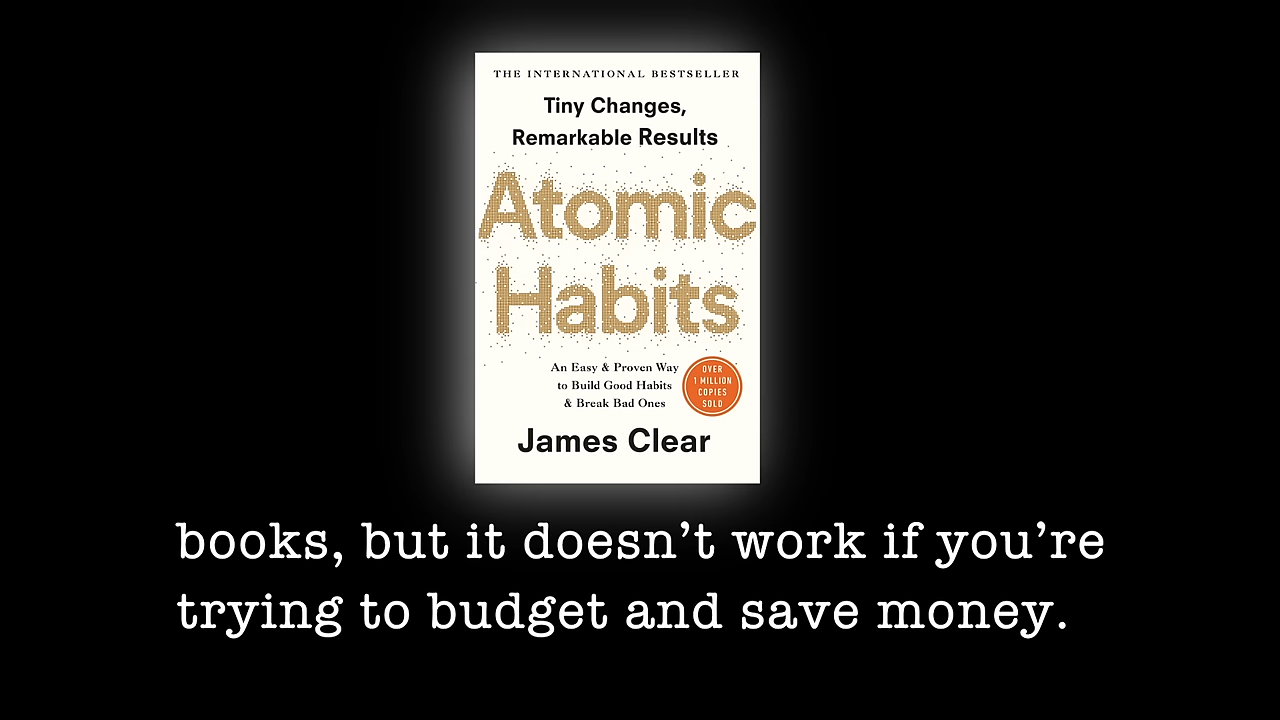 THE INTERNATIONAL BESTSELLER
Tiny Changes,
Remarkable Results
Atomic
Habits
An Easy & Proven Way
to Build Good Habits
& Break Bad Ones
OVER
1 MILLION
COPIES
SOLD
James Clear
books, but it doesn’t work if you’re
trying to budget and save money.